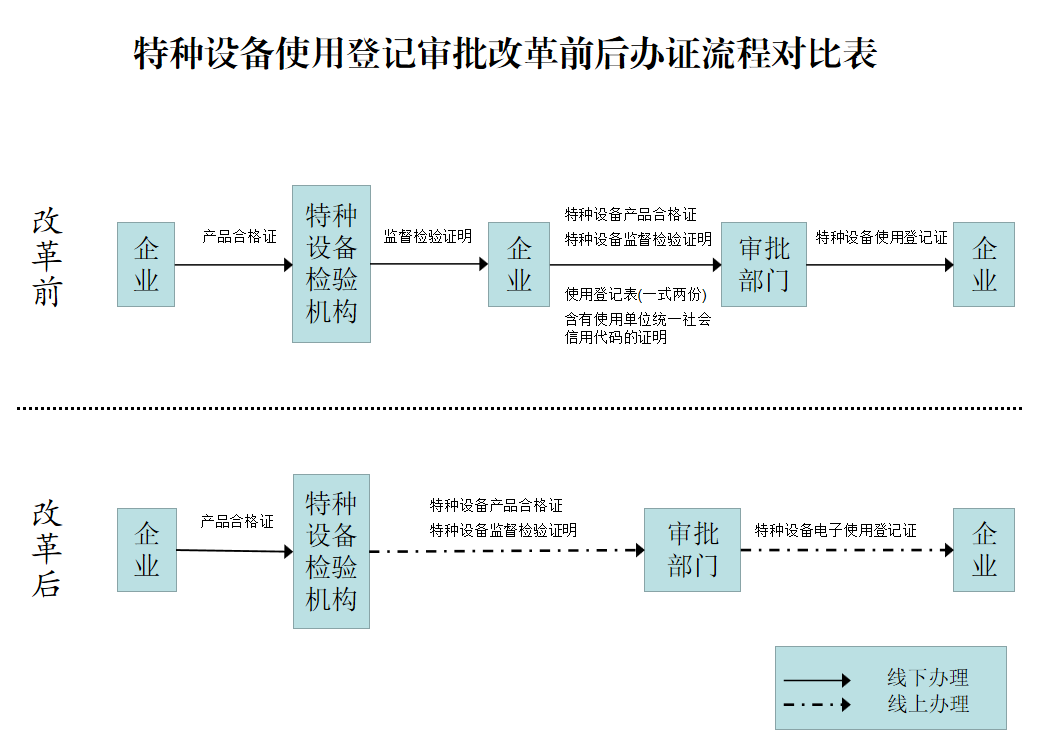 特种设备使用登记审批改革前后办证流程对比表
改
革
前
企
业
产品合格证
特种
设备
检验
机构
监督检验证明
企
业
特种设备产品合格证
特种设备监督检验证明
使用登记表(一式两份)
含有使用单位统一社会
信用代码的证明
审批
部门
特种设备使用登记证
企
业
改
革
后
企
业
产品合格证
特种
设备
检验
机构
特种设备产品合格证
特种设备监督检验证明
审批
部门
特种设备电子使用登记证
企
业
线下办理
线上办理